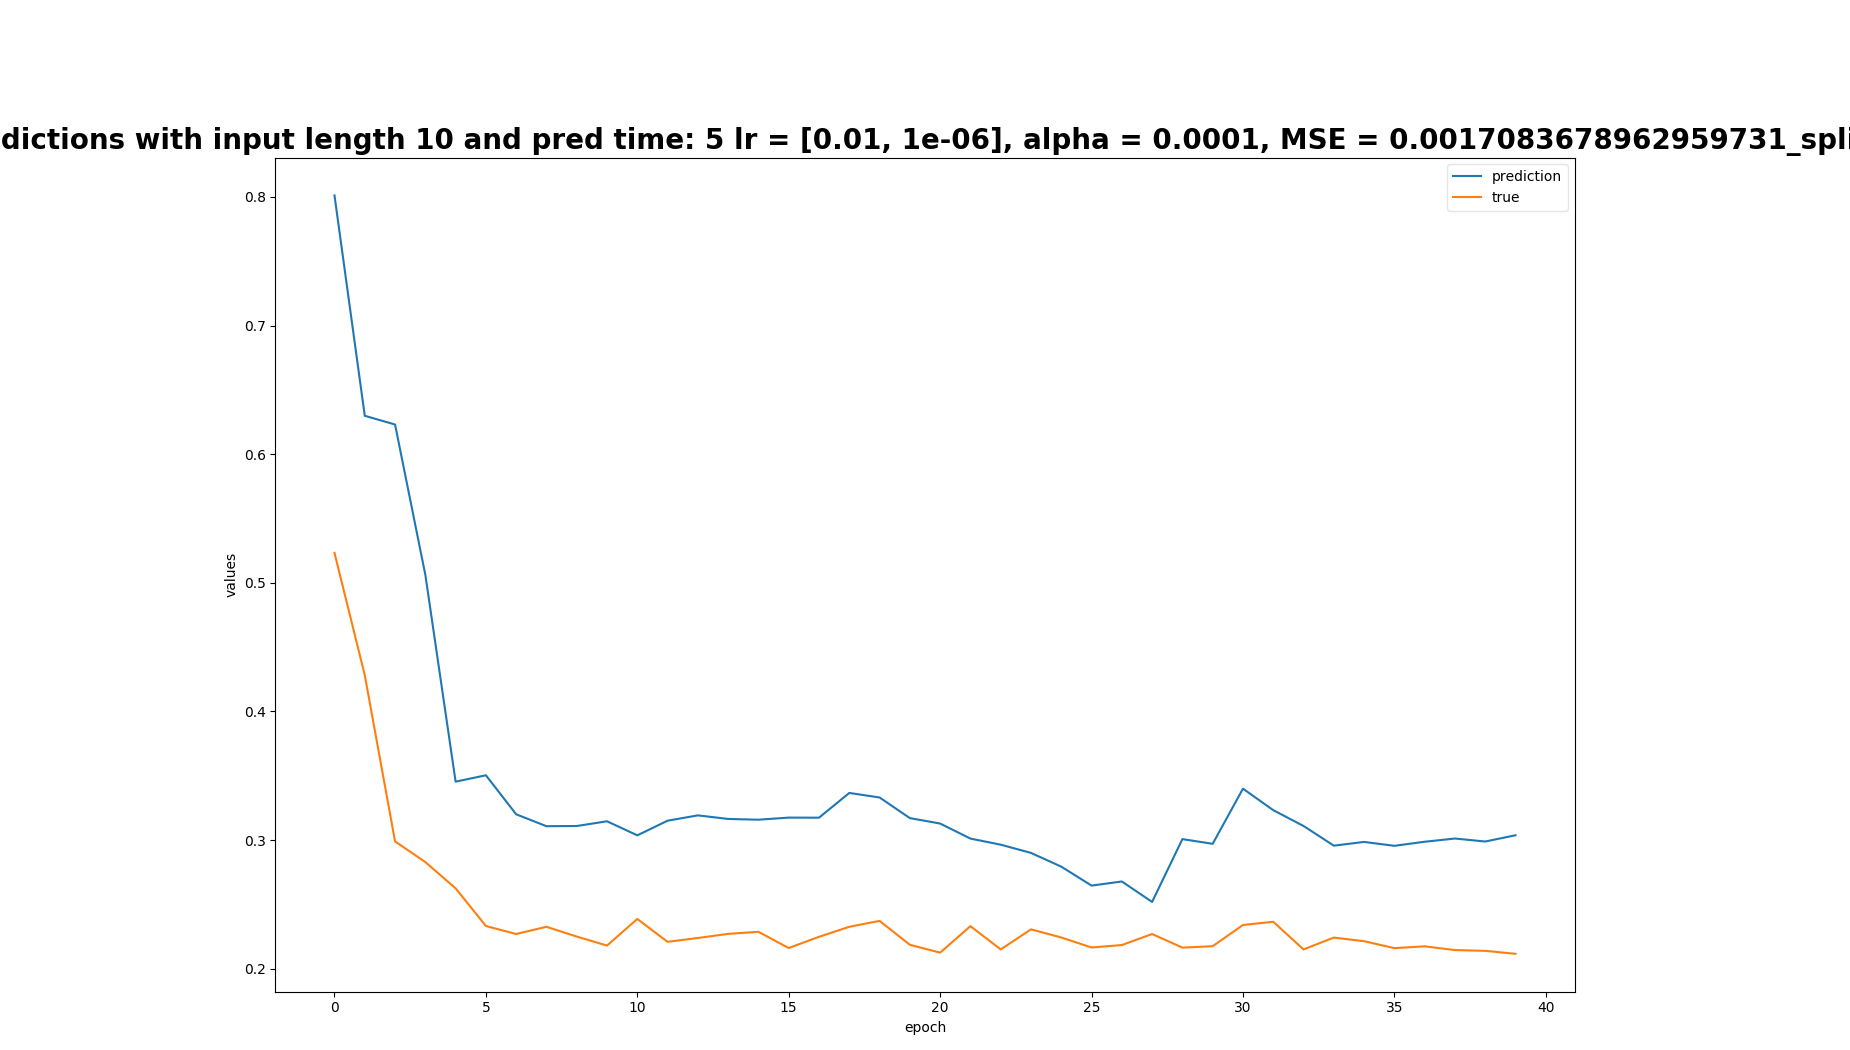 dictions with input length 10 and pred time: 5 lr = [0.01, 1e-06], alpha = 0.0001, MSE = 0.0017083678962959731_spli
prediction
true
0.8
0.7
0.6
0.5
0.4
0.3
0.2
values
0 5 10 15 20 25 30 35 40
epoch